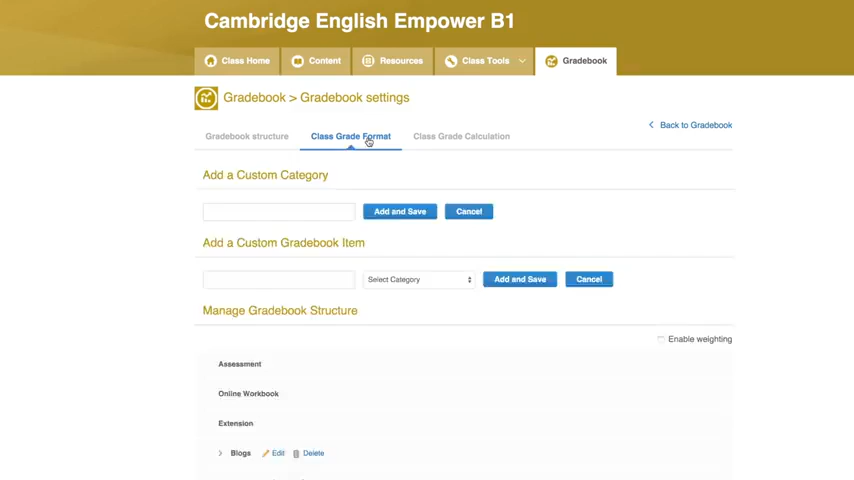 Cambridge English Empower B1
Class Home Content Resources Class Tools Gradebook
Gradebook > Gradebook settings
Back to Gradebook
Gradebook structure Class Grade Format Class Grade Calculation
Add a Custom Category
Add and Save Cancel
Add a Custom Gradebook Item
Select Category Add and Save Cancel
Manage Gradebook Structure
Enable weighting
Assessment
Online Workbook
Extension
Blogs Edit Delete